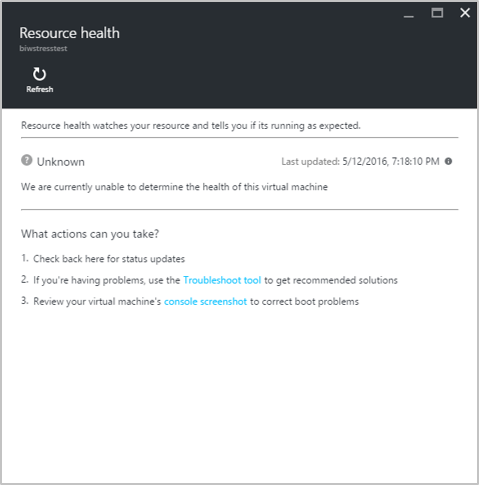 Resource health
biwstresstest
Refresh
Resource health watches your resource and tells you if its running as expected.
? Unknown Last updated: 5/12/2016, 7:18:10 PM
We are currently unable to determine the health of this virtual machine
What actions can you take?
1. Check back here for status updates
2. If you're having problems, use the Troubleshoot tool to get recommended solutions
3. Review your virtual machine's console screenshot to correct boot problems